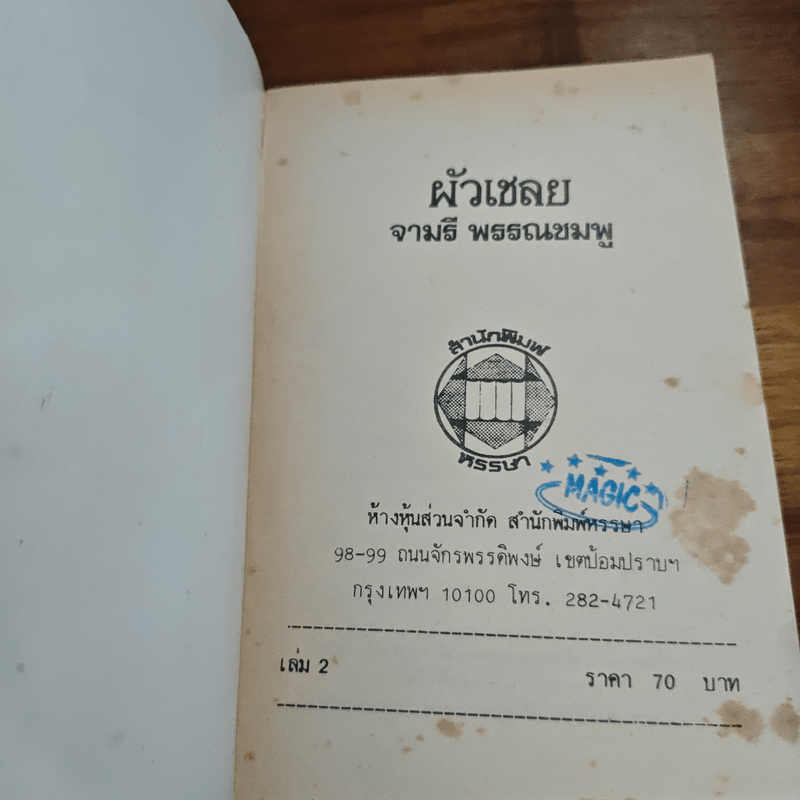 ผัวเชลย
จามรี พรรณชมพู
สำนักพิมพ์
หรรษา
MAGIC
ห้างหุ้นส่วนจำกัด สำนักพิมพ์หรรษา
98-99 ถนนจักรพรรดิพงษ์ เขตป้อมปราบฯ
กรุงเทพฯ 10100 โทร. 282-4721
เล่ม 2 ราคา 70 บาท